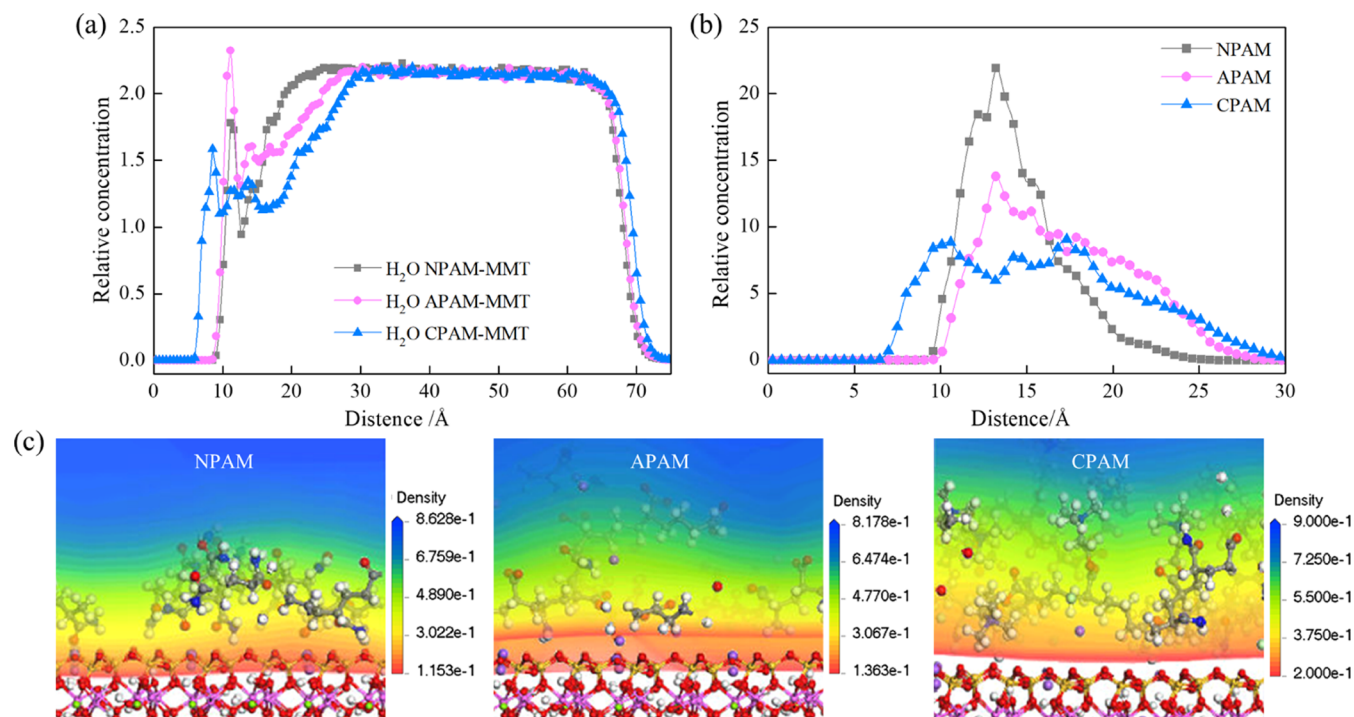 (a)
2.5
2.0
1.5
1.0
0.5
0.0
Relative concentration
H₂O NPAM-MMT
H₂O APAM-MMT
H₂O CPAM-MMT
0 10 20 30 40 50 60 70
Distence /Å
(b)
25
20
15
10
5
0
Relative concentration
NPAM
APAM
CPAM
0 5 10 15 20 25 30
Distence/Å
(c)
NPAM
Density
8.628e-1
6.759e-1
4.890e-1
3.022e-1
1.153e-1
APAM
Density
8.178e-1
6.474e-1
4.770e-1
3.067e-1
1.363e-1
CPAM
Density
9.000e-1
7.250e-1
5.500e-1
3.750e-1
2.000e-1